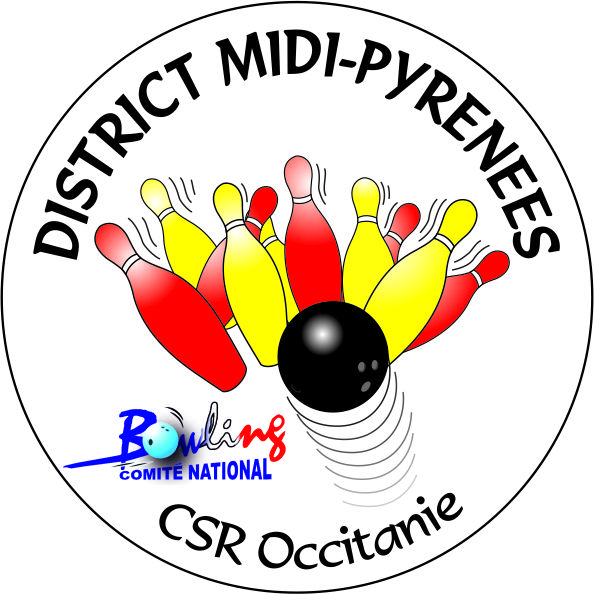 DISTRICT MIDI-PYRENEES
Bowling
COMITÉ NATIONAL
CSR Occitanie